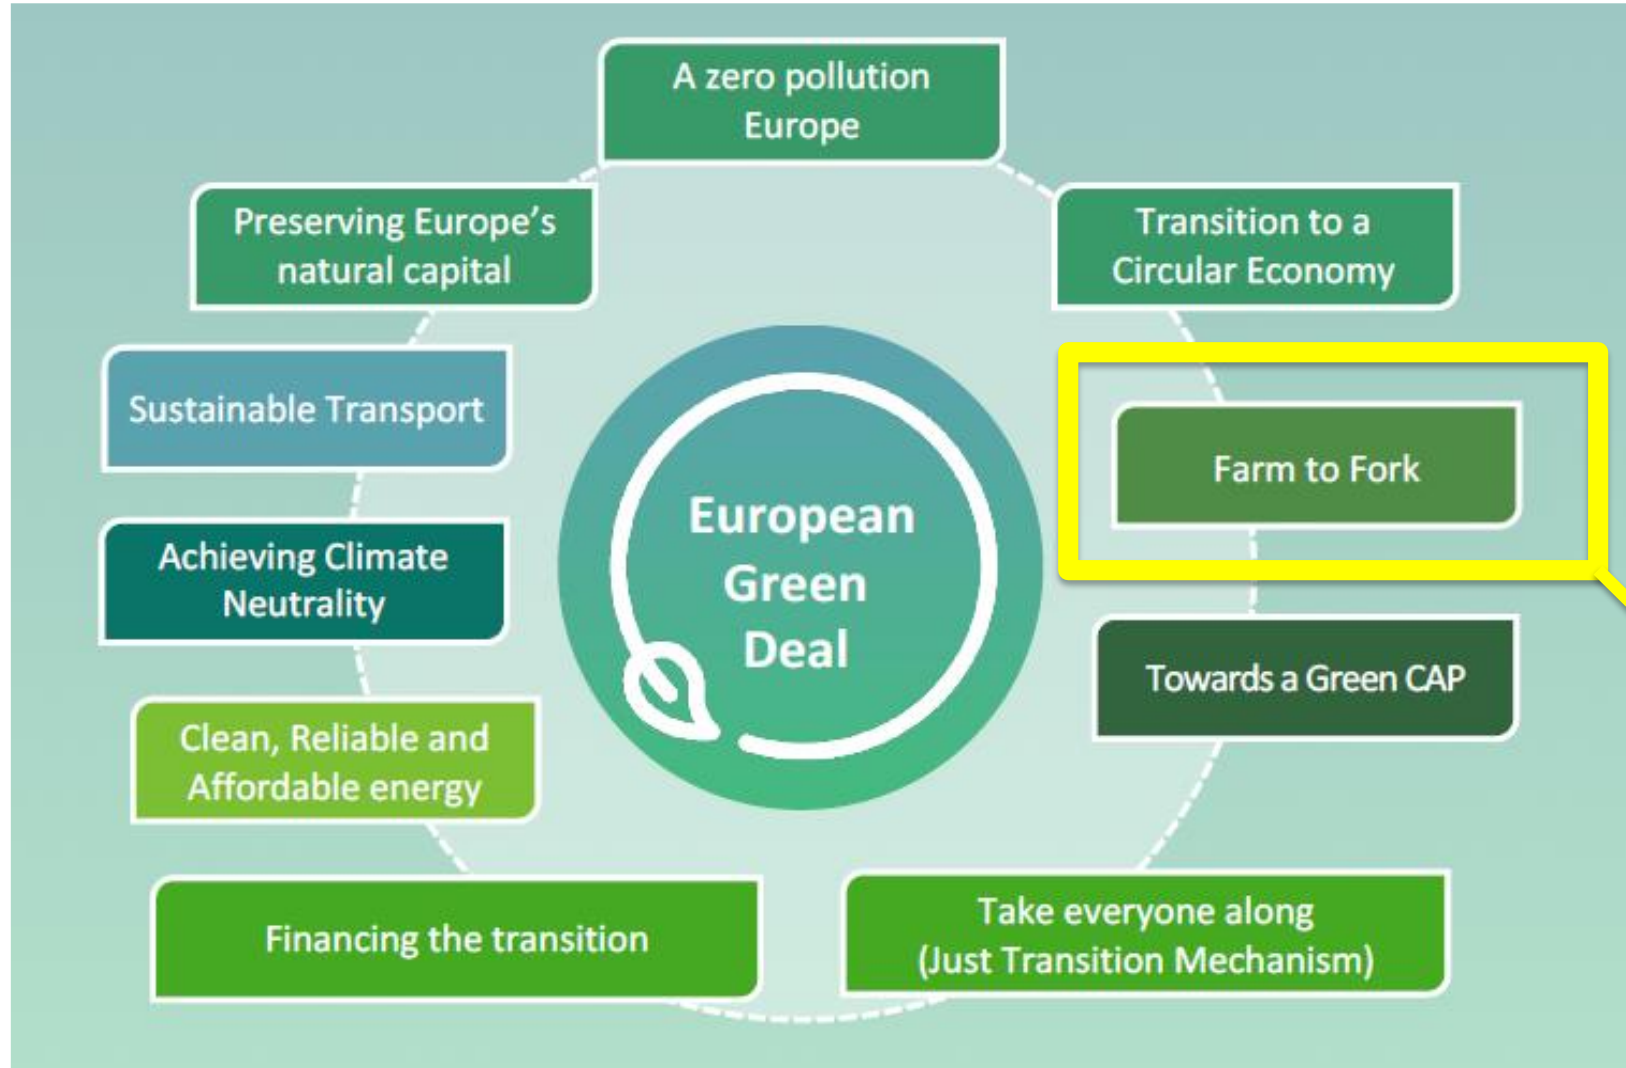 A zero pollution
Europe
Preserving Europe's
natural capital
Transition to a
Circular Economy
Sustainable Transport
Farm to Fork
European
Green
Deal
Achieving Climate
Neutrality
Towards a Green CAP
Clean, Reliable and
Affordable energy
Financing the transition
Take everyone along
(Just Transition Mechanism)